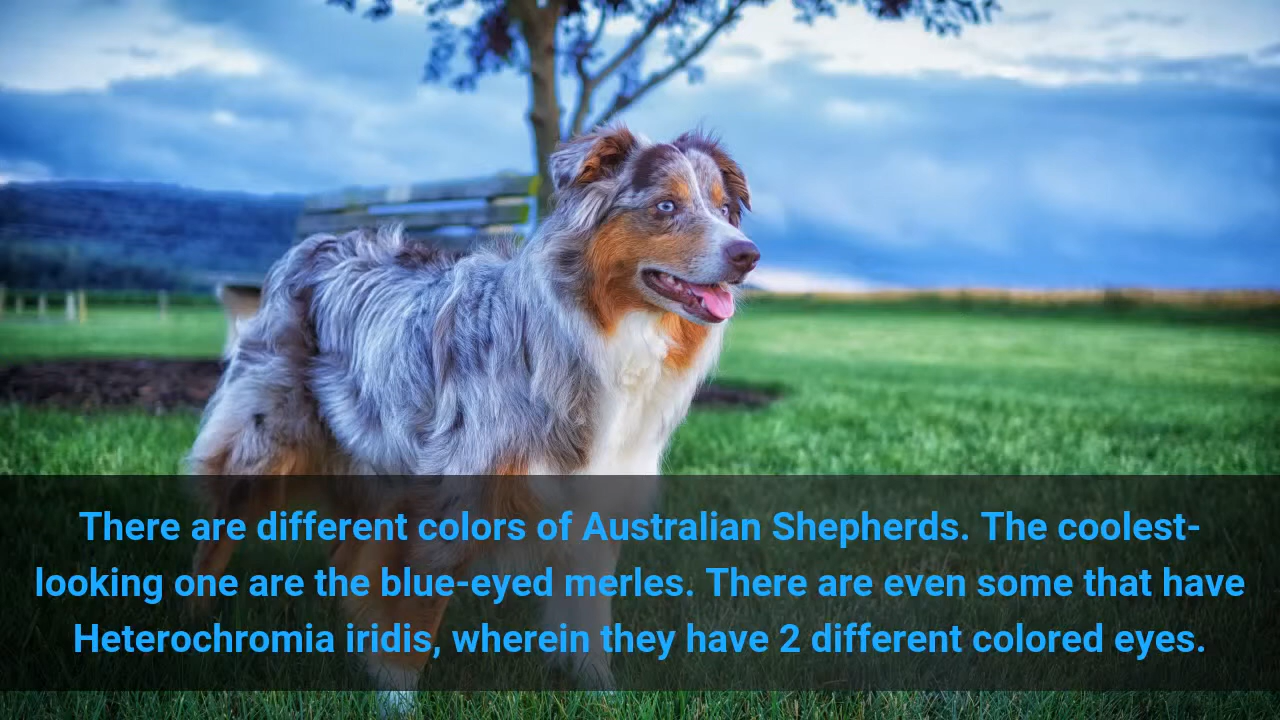 There are different colors of Australian Shepherds. The coolest-
looking one are the blue-eyed merles. There are even some that have
Heterochromia iridis, wherein they have 2 different colored eyes.